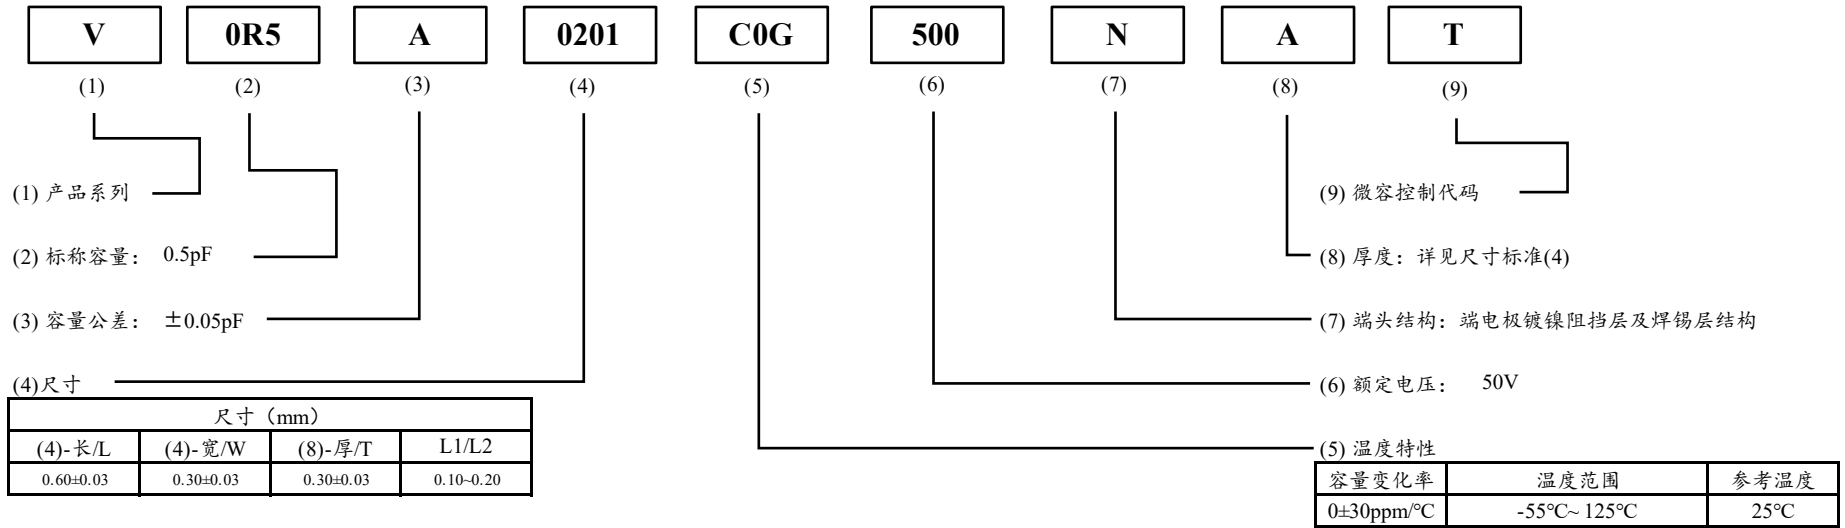 V 0R5 A 0201 C0G 500 N A T
(1) (2) (3) (4) (5) (6) (7) (8) (9)
(1) 产品系列
(9) 微容控制代码
(2) 标称容量： 0.5pF
(8) 厚度：详见尺寸标准(4)
(3) 容量公差： ±0.05pF
(7) 端头结构：端电极镀镍阻挡层及焊锡层结构
(4)尺寸
(6) 额定电压： 50V
尺寸（mm）
(4)-长/L (4)-宽/W (8)-厚/T L1/L2
0.60±0.03 0.30±0.03 0.30±0.03 0.10~0.20
(5) 温度特性
容量变化率 温度范围 参考温度
0±30ppm/℃ -55℃~ 125℃ 25℃